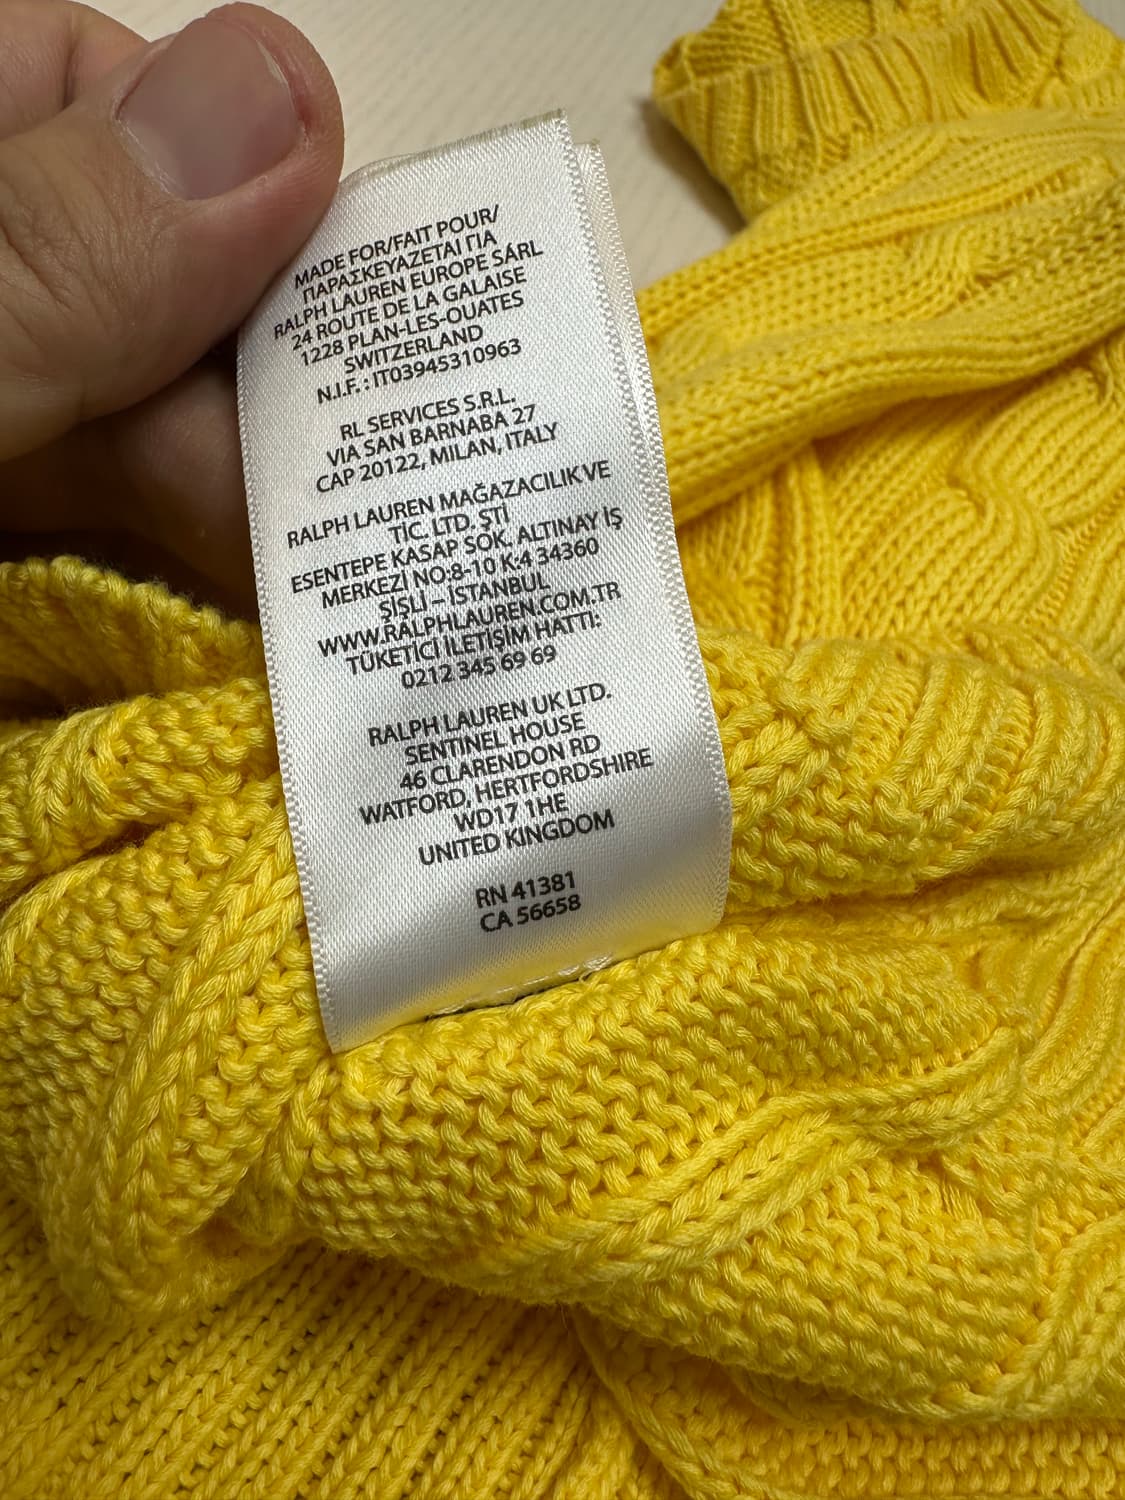 MADE FOR/FAIT POUR/
ΠΑΡΑΣΚΕΥΑΖΕΤΑΙ ΓΙΑ
RALPH LAUREN EUROPE SÁRL
24 ROUTE DE LA GALAISE
1228 PLAN-LES-OUATES
SWITZERLAND
N.I.F. : IT03945310963
RL SERVICES S.R.L.
VIA SAN BARNABA 27
CAP 20122, MILAN, ITALY
RALPH LAUREN MAĞAZACILIK VE
TİC. LTD. ŞTİ
ESENTEPE KASAP SOK. ALTINAY İŞ
MERKEZİ NO:8-10 K:4 34360
ŞİŞLİ – İSTANBUL
WWW.RALPHLAUREN.COM.TR
TÜKETİCİ İLETİŞİM HATTI:
0212 345 69 69
RALPH LAUREN UK LTD.
SENTINEL HOUSE
46 CLARENDON RD
WATFORD, HERTFORDSHIRE
WD17 1HE
UNITED KINGDOM
RN 41381
CA 56658